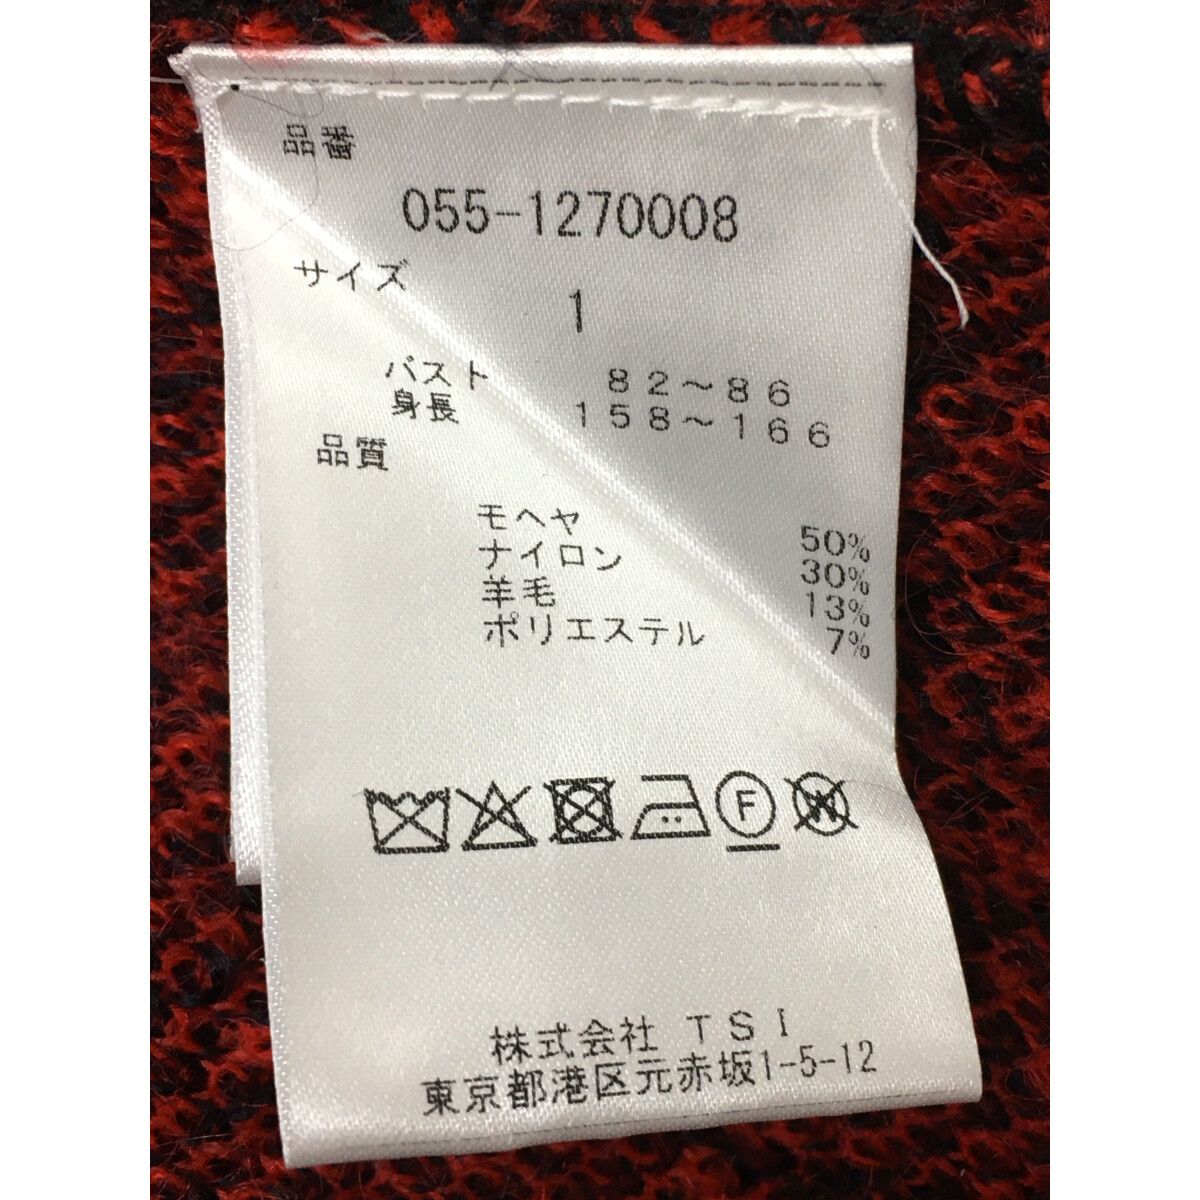 品番
055-1270008
サイズ
1
バスト 82～86
身長 158～166
品質
モヘヤ 50%
ナイロン 30%
羊毛 13%
ポリエステル 7%
F W
株式会社 TSI
東京都港区元赤坂1-5-12